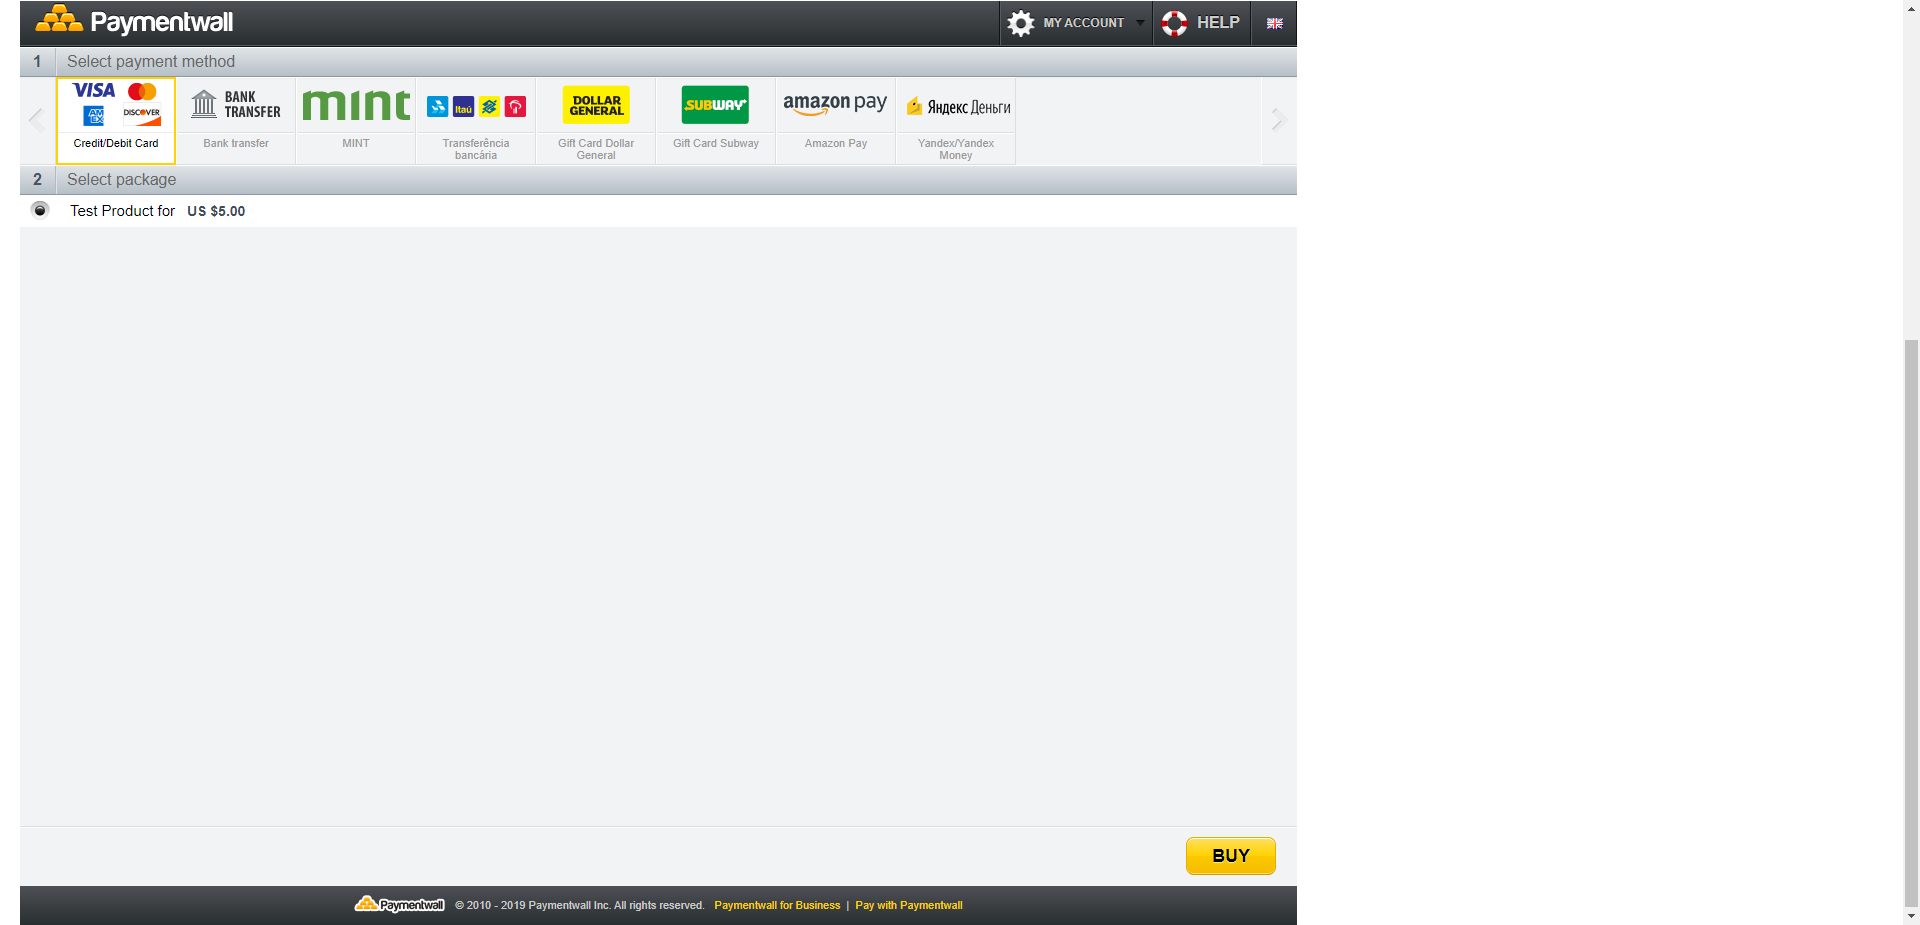 Paymentwall
MY ACCOUNT
HELP
1 Select payment method
VISA
AM
EX
DISCOVER
Credit/Debit Card
BANK
TRANSFER
Bank transfer
mint
MINT
Itaú
Transferência
bancária
DOLLAR
GENERAL
Gift Card Dollar
General
SUBWAY
Gift Card Subway
amazon pay
Amazon Pay
Яндекс Деньги
Yandex/Yandex
Money
2 Select package
Test Product for US $5.00
BUY
Paymentwall © 2010 - 2019 Paymentwall Inc. All rights reserved. Paymentwall for Business | Pay with Paymentwall